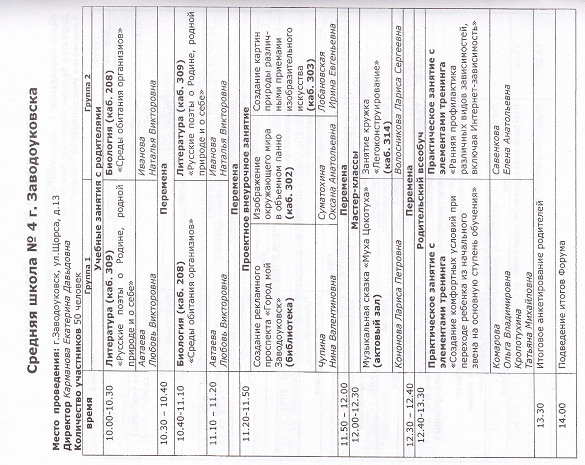 Средняя школа № 4 г. Заводоуковска
Место проведения: г.Заводоуковск, ул.Щорса, д.13
Директор Карманова Екатерина Давыдовна
Количество участников 50 человек
время Группа 1 Группа 2
Учебные занятия с родителями
10.00-10.30 Литература (каб. 309) Биология (каб. 208)
«Русские поэты о Родине, родной «Среды обитания организмов»
природе и о себе»
Автаева Иванова
Любовь Викторовна Наталья Викторовна
10.30 – 10.40 Перемена
10.40-11.10 Биология (каб. 208) Литература (каб. 309)
«Среды обитания организмов» «Русские поэты о Родине, родной
природе и о себе»
Автаева Иванова
Любовь Викторовна Наталья Викторовна
11.10 – 11.20 Перемена
11.20-11.50 Проектное внеурочное занятие
Создание рекламного Изображение Создание картин
проспекта «Город мой окружающего мира природы различ-
Заводоуковск» в объемном панно ными приемами
(библиотека) (каб. 302) изобразительного
искусства
(каб. 303)
Чупина Суматохина Лобановская
Нина Валентиновна Оксана Анатольевна Ирина Евгеньевна
11.50 – 12.00 Перемена
12.00-12.30 Мастер-классы
Музыкальная сказка «Муха Цокотуха» Занятие кружка
(актовый зал) «Легоконструирование»
(каб. 314)
Кононова Лариса Петровна Волосникова Лариса Сергеевна
12.30 – 12.40 Перемена
12.40-13.30 Родительский всеобуч
Практическое занятие с Практическое занятие с
элементами тренинга элементами тренинга
«Создание комфортных условий при «Ранняя профилактика
переходе ребенка из начального различных видов зависимостей,
звена на основную ступень обучения» включая Интернет-зависимость»
Комарова Савенкова
Ольга Владимировна Елена Анатольевна
Кропотухина
Татьяна Михайловна
13.30 Итоговое анкетирование родителей
14.00 Подведение итогов Форума